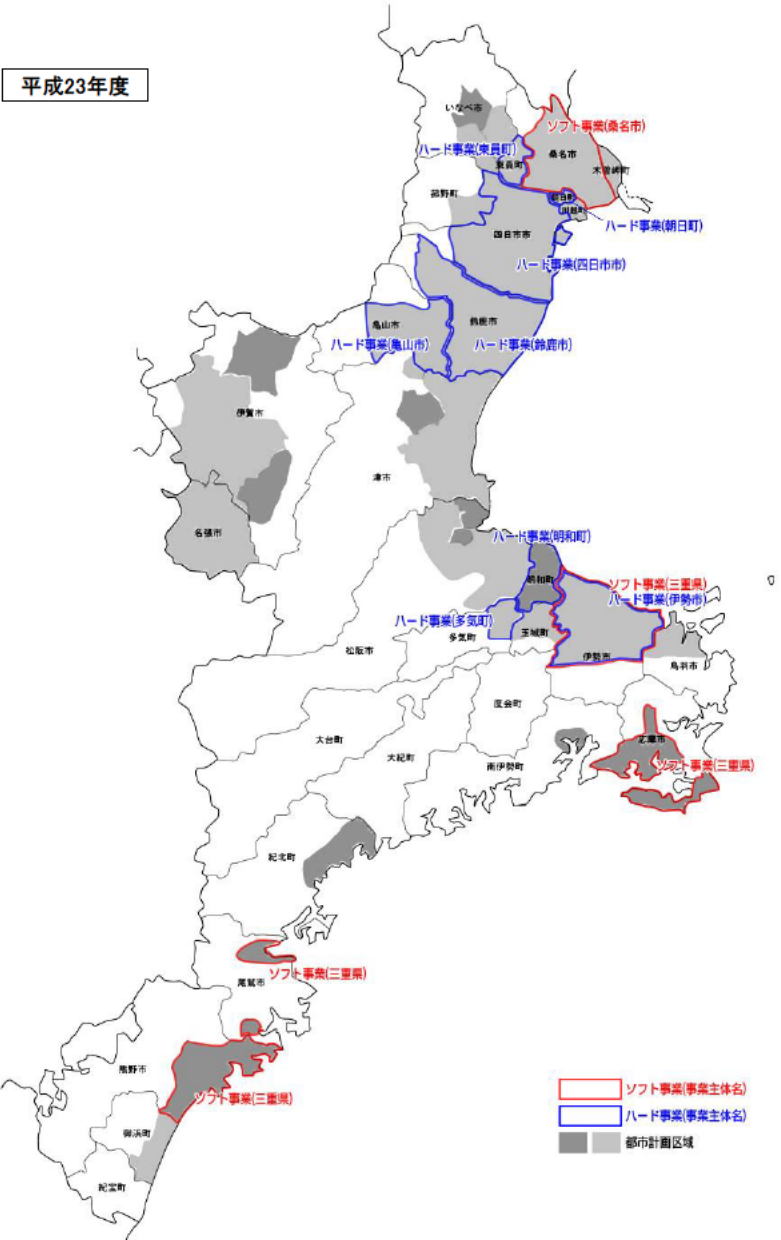 平成23年度
いなべ市
ソフト事業(桑名市)
ハード事業(東員町)
桑名市
東員町
木曽岬町
菰野町
朝日町
川越町
ハード事業(朝日町)
四日市市
ハード事業(四日市市)
亀山市
鈴鹿市
ハード事業(亀山市)
ハード事業(鈴鹿市)
伊賀市
津市
名張市
ハード事業(明和町)
明和町
ソフト事業(三重県)
ハード事業(伊勢市)
ハード事業(多気町)
多気町
玉城町
松阪市
伊勢市
鳥羽市
度会町
大台町
志摩市
大紀町
南伊勢町
ソフト事業(三重県)
紀北町
ソフト事業(三重県)
尾鷲市
熊野市
ソフト事業(三重県)
御浜町
紀宝町
ソフト事業(事業主体名)
ハード事業(事業主体名)
都市計画区域